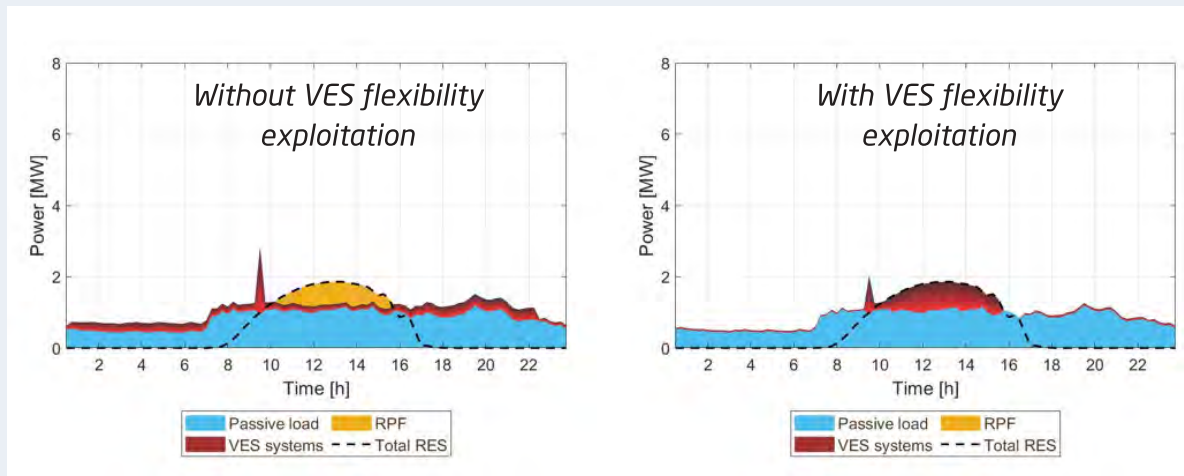 Without VES flexibility
exploitation
8
6
4
2
0
Power [MW]
2 4 6 8 10 12 14 16 18 20 22
Time [h]
Passive load RPF
VES systems Total RES
With VES flexibility
exploitation
8
6
4
2
0
Power [MW]
2 4 6 8 10 12 14 16 18 20 22
Time [h]
Passive load RPF
VES systems Total RES